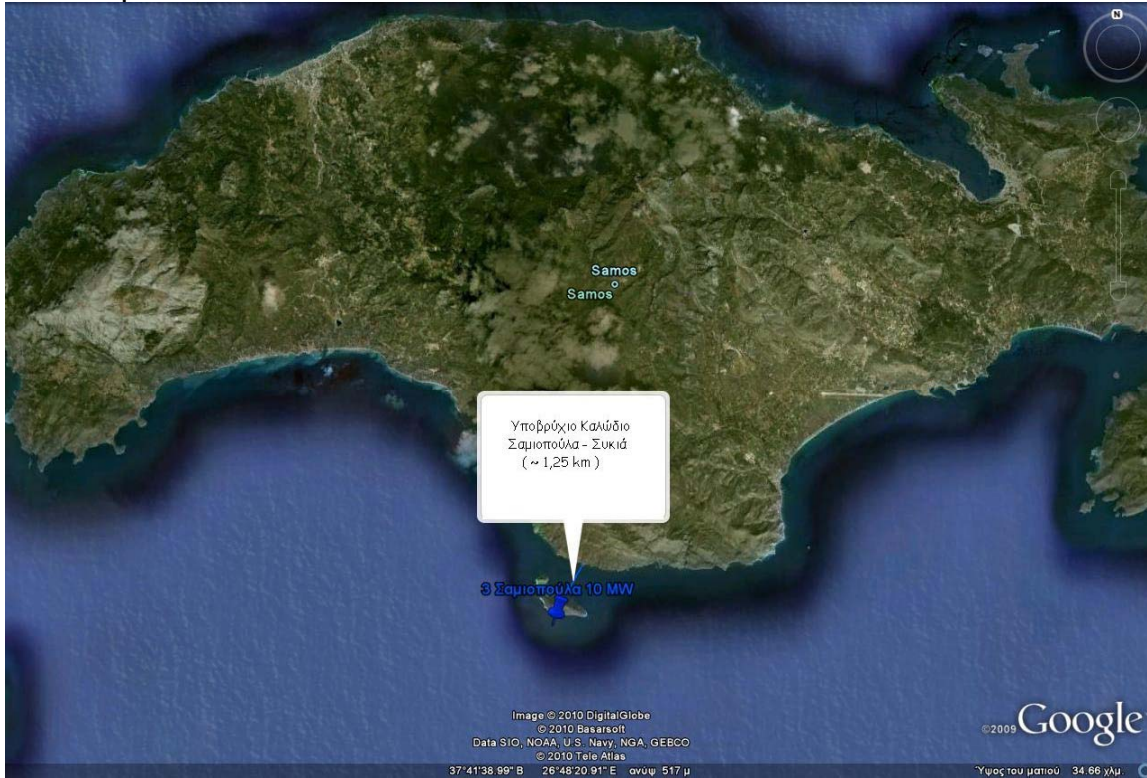 N
Samos
Samos
Υποβρύχιο Καλώδιο
Σαμιοπούλα - Συκιά
( ~ 1,25 km )
3 Σαμιοπούλα 10 MW
Image © 2010 DigitalGlobe
© 2010 Basarsoft
Data SIO, NOAA, U.S. Navy, NGA, GEBCO
© 2010 Tele Atlas
©2009 Google
37°41'38.99" Β 26°48'20.91" Ε ανύψ 517 μ Ύψος του ματιού 34.66 χλμ.